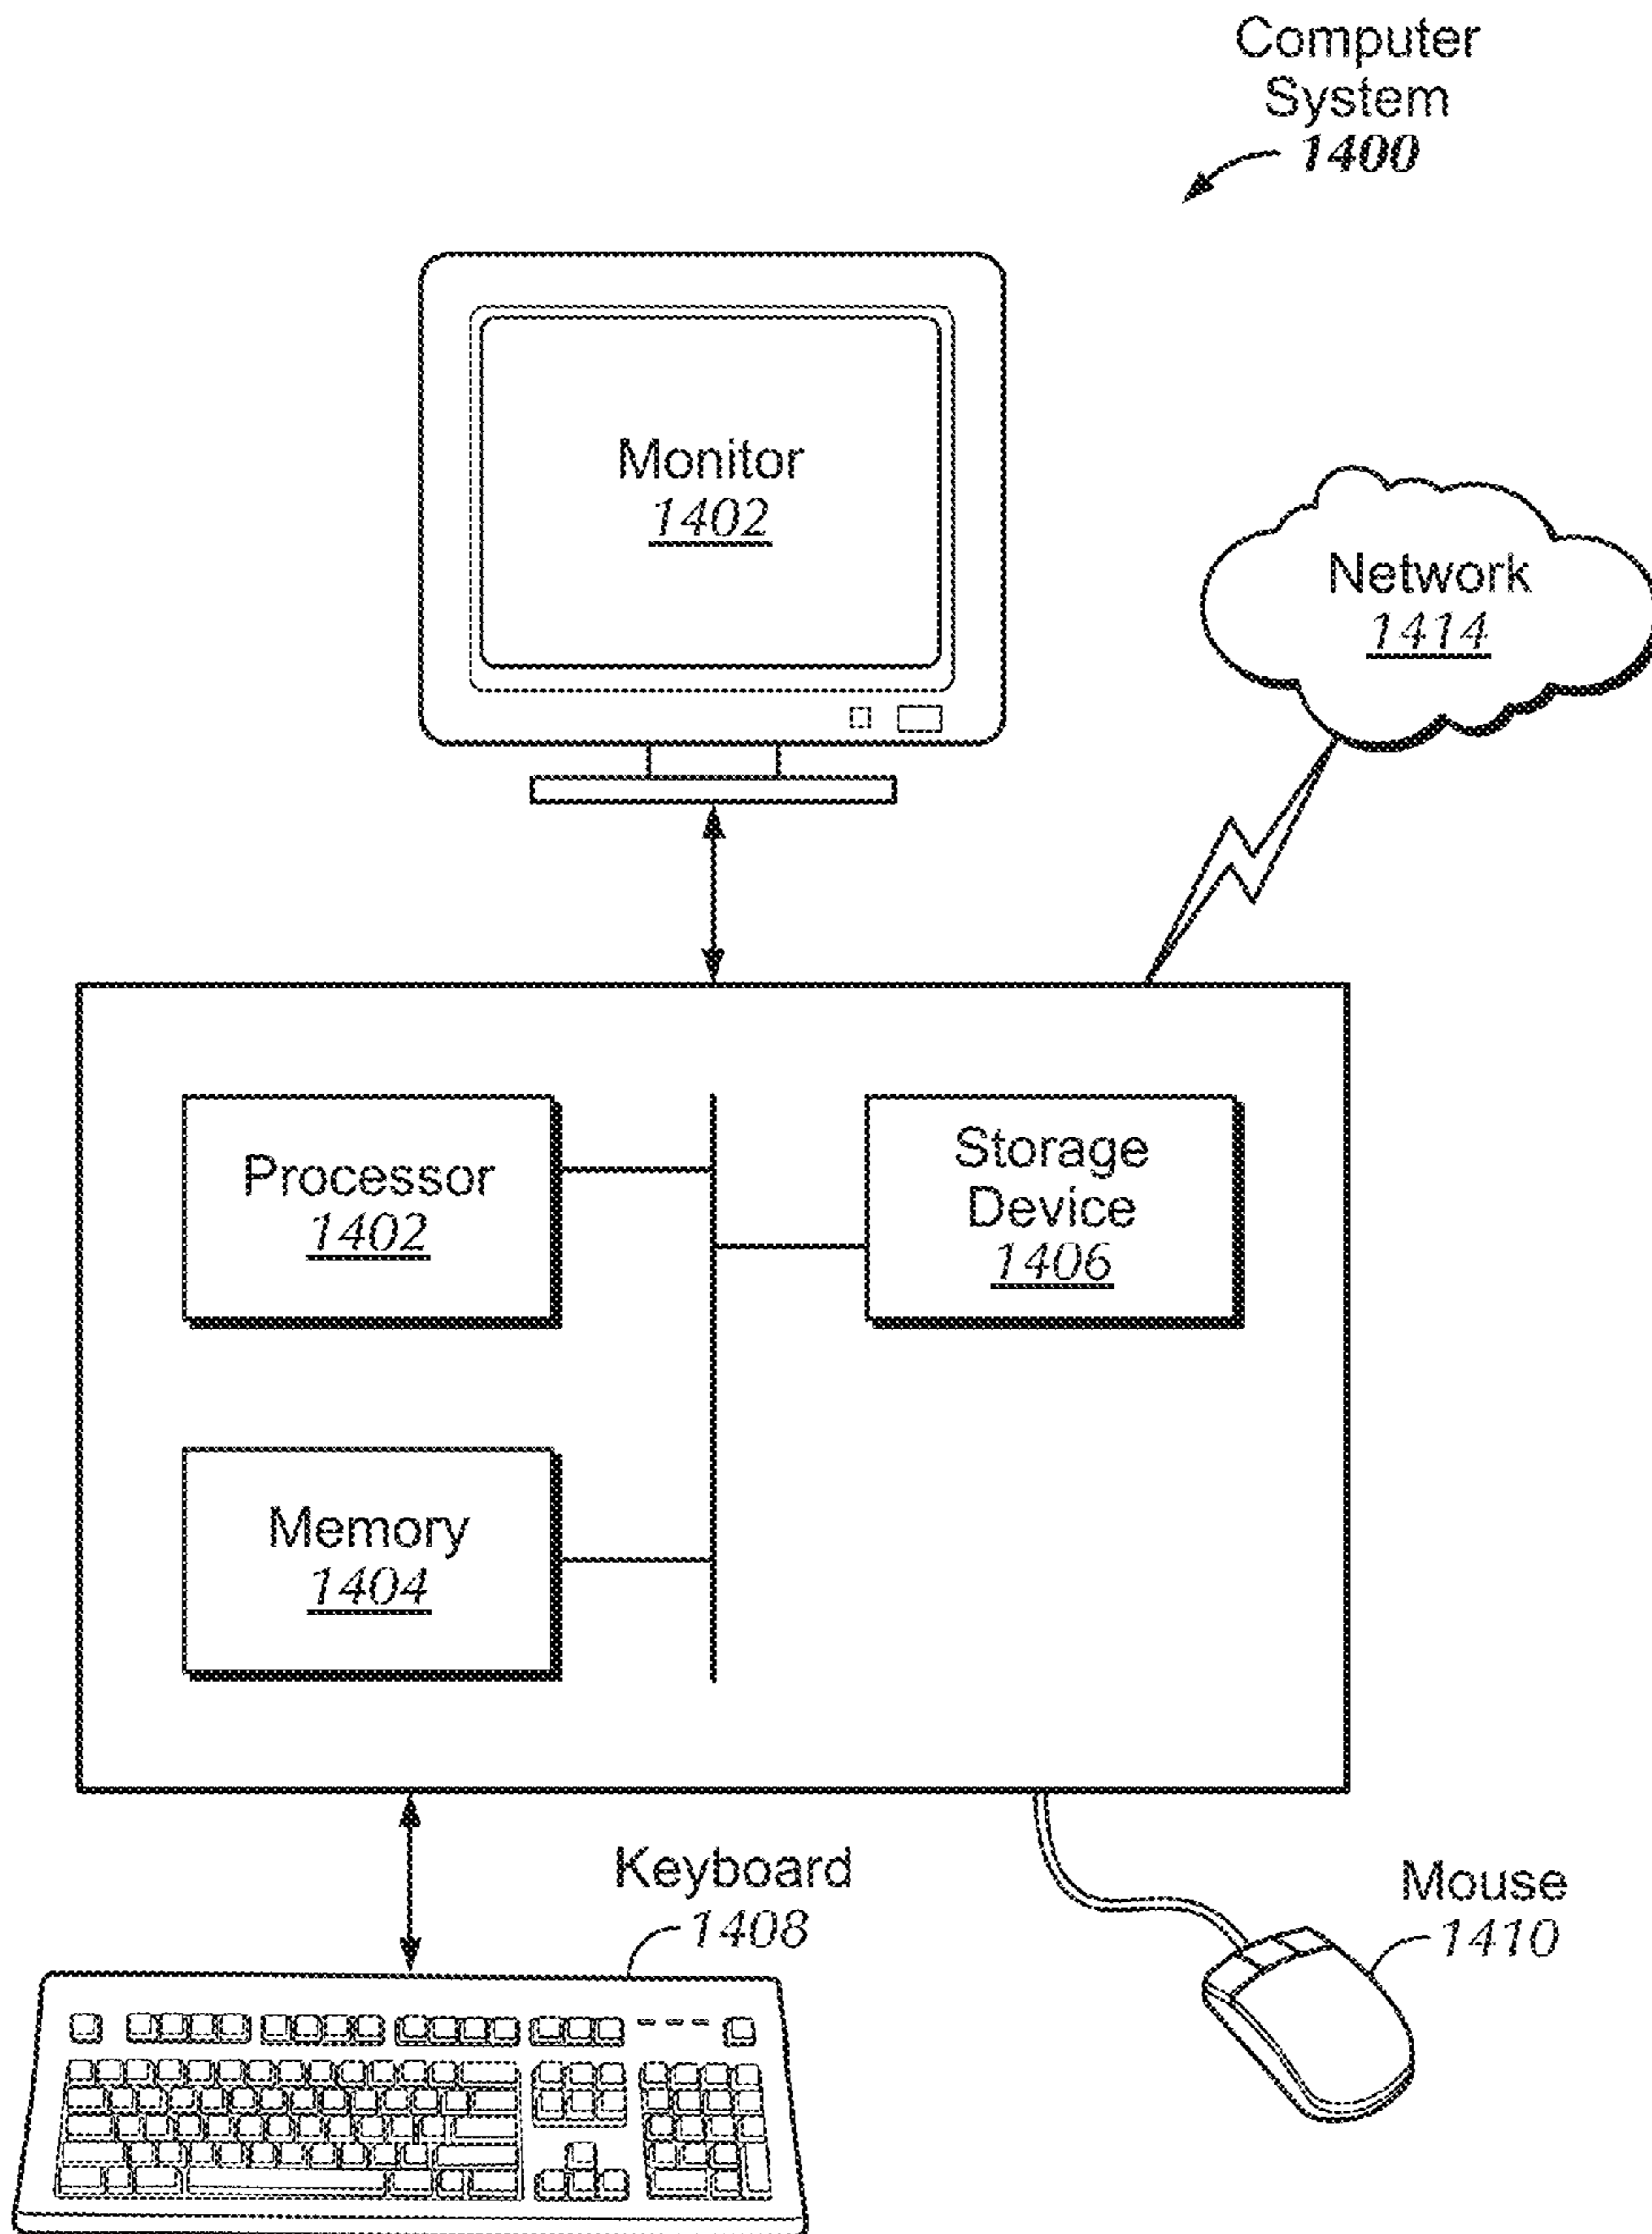 Computer
System
1400
Monitor
1402
Network
1414
Processor
1402
Storage
Device
1406
Memory
1404
Keyboard
1408
Mouse
1410